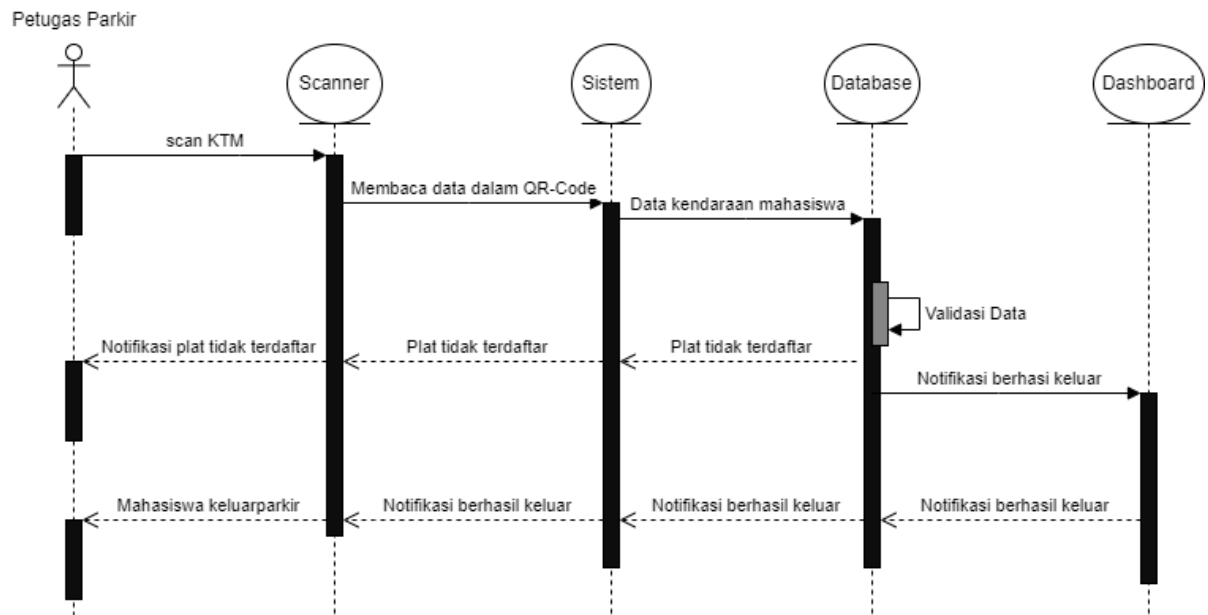 Petugas Parkir
Scanner
Sistem
Database
Dashboard
scan KTM
Membaca data dalam QR-Code
Data kendaraan mahasiswa
Validasi Data
Notifikasi plat tidak terdaftar
Plat tidak terdaftar
Plat tidak terdaftar
Notifikasi berhasi keluar
Mahasiswa keluarparkir
Notifikasi berhasil keluar
Notifikasi berhasil keluar
Notifikasi berhasil keluar